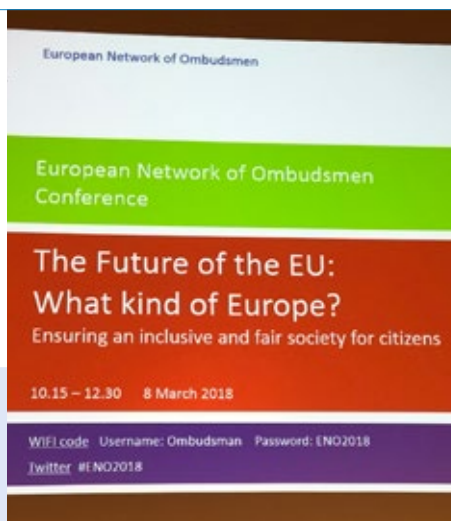 European Network of Ombudsmen
European Network of Ombudsmen
Conference
The Future of the EU:
What kind of Europe?
Ensuring an inclusive and fair society for citizens
10.15 – 12.30 8 March 2018
WIFI code Username: Ombudsman Password: ENO2018
Twitter #ENO2018